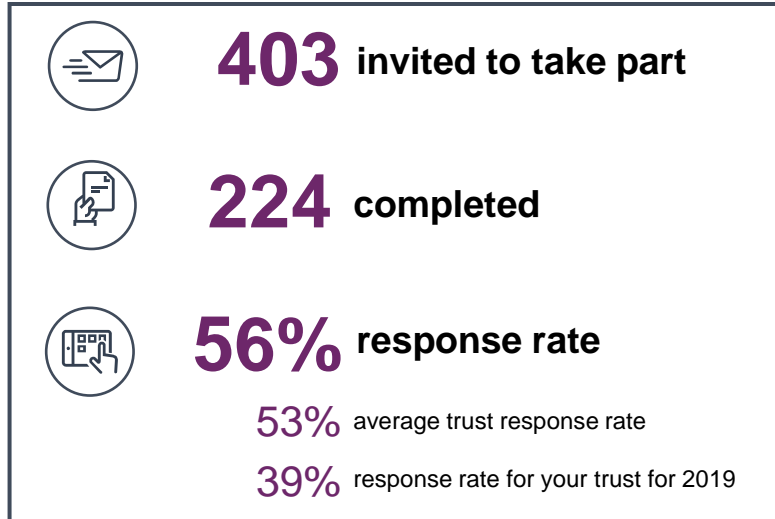 403 invited to take part
224 completed
56% response rate
53% average trust response rate
39% response rate for your trust for 2019